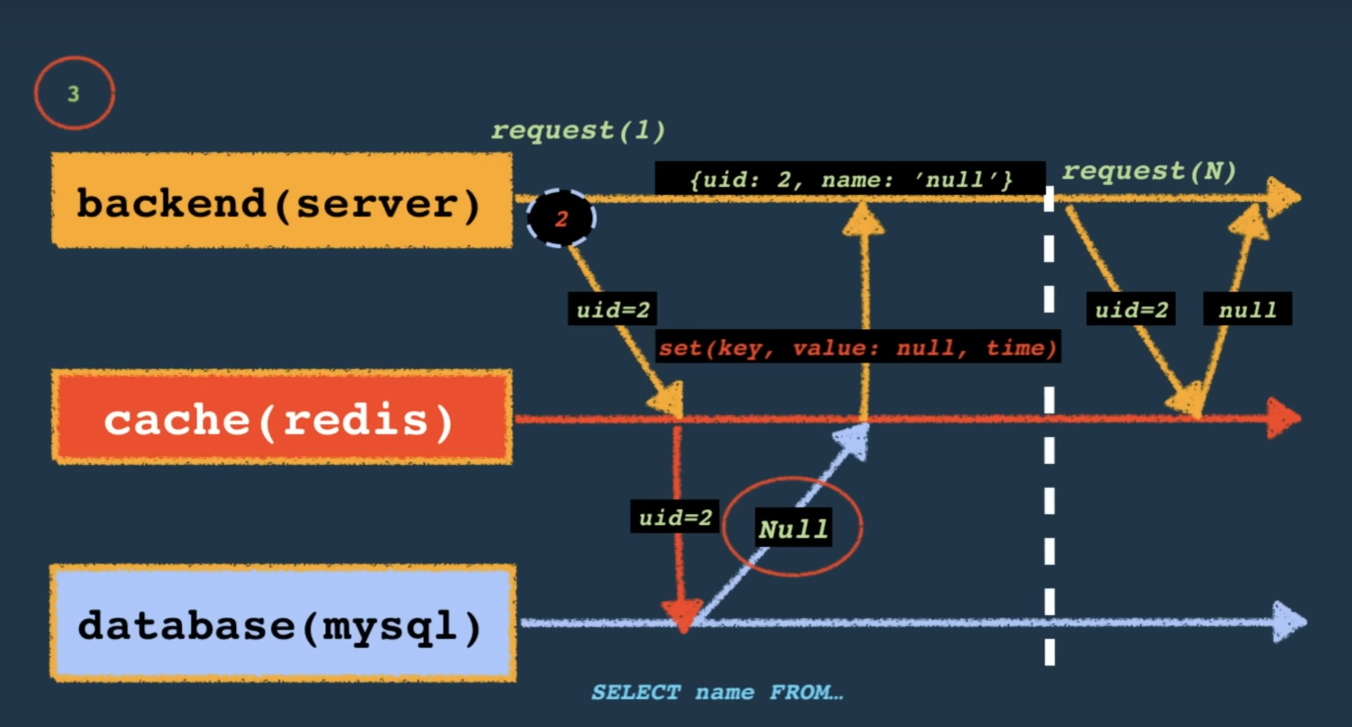 3
request(1)
backend(server)
2
{uid: 2, name: ’null’}
request(N)
uid=2
set(key, value: null, time)
uid=2
null
cache(redis)
uid=2
Null
database(mysql)
SELECT name FROM…